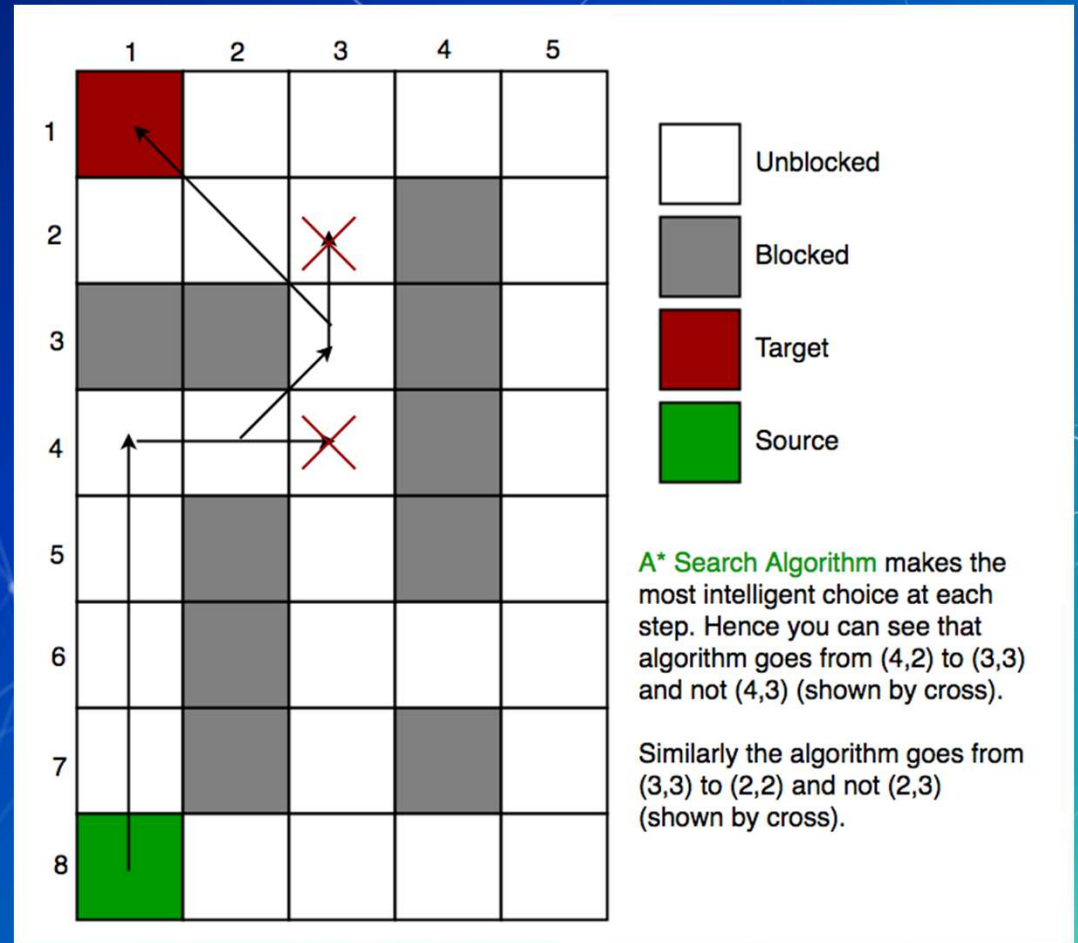 1 2 3 4 5
1
2
3
4
5
6
7
8
Unblocked
Blocked
Target
Source
A* Search Algorithm makes the
most intelligent choice at each
step. Hence you can see that
algorithm goes from (4,2) to (3,3)
and not (4,3) (shown by cross).
Similarly the algorithm goes from
(3,3) to (2,2) and not (2,3)
(shown by cross).